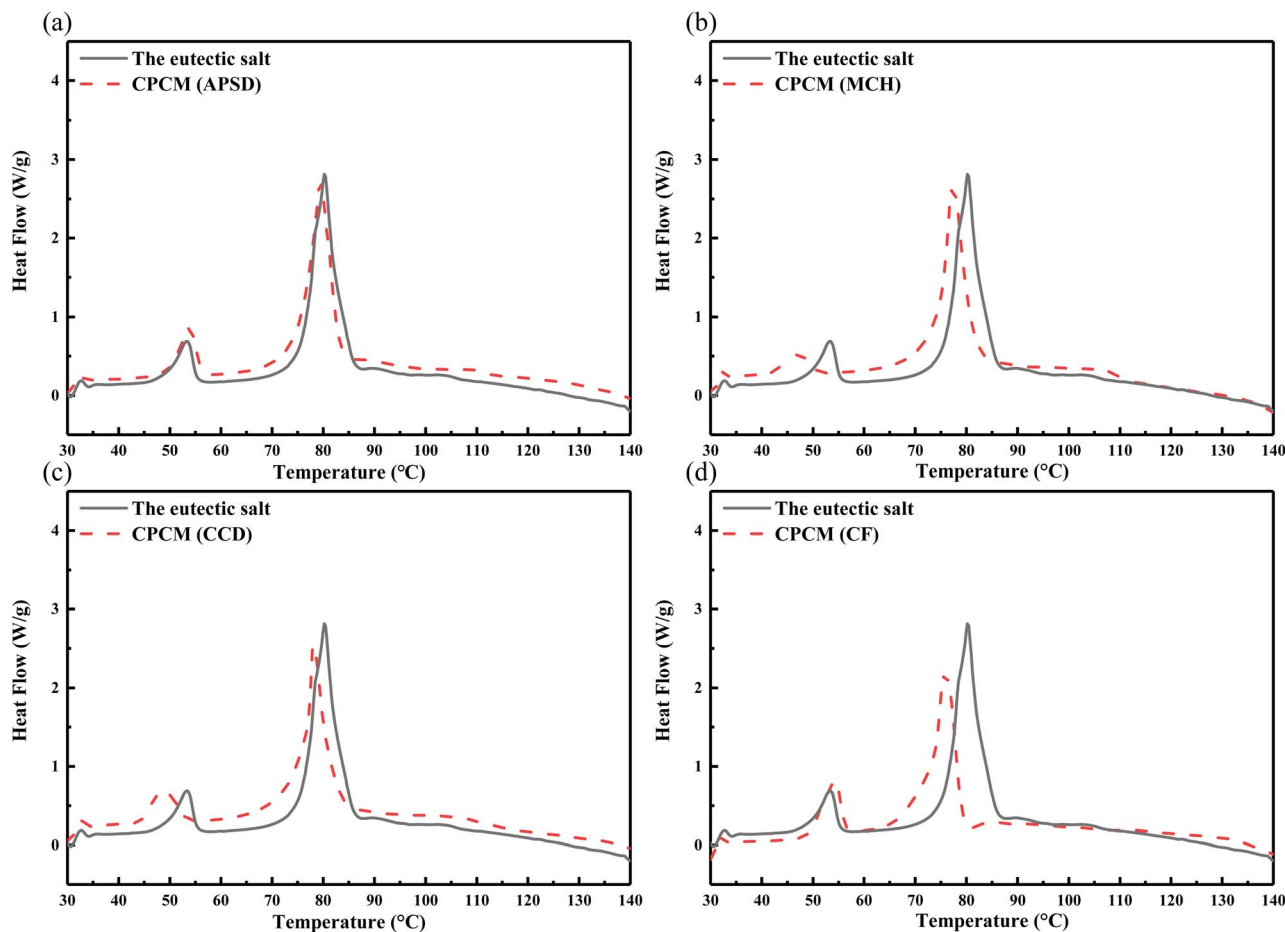 (a)
The eutectic salt
CPCM (APSD)
Heat Flow (W/g)
4
3
2
1
0
30 40 50 60 70 80 90 100 110 120 130 140
Temperature (°C)
(b)
The eutectic salt
CPCM (MCH)
Heat Flow (W/g)
4
3
2
1
0
30 40 50 60 70 80 90 100 110 120 130 140
Temperature (°C)
(c)
The eutectic salt
CPCM (CCD)
Heat Flow (W/g)
4
3
2
1
0
30 40 50 60 70 80 90 100 110 120 130 140
Temperature (°C)
(d)
The eutectic salt
CPCM (CF)
Heat Flow (W/g)
4
3
2
1
0
30 40 50 60 70 80 90 100 110 120 130 140
Temperature (°C)